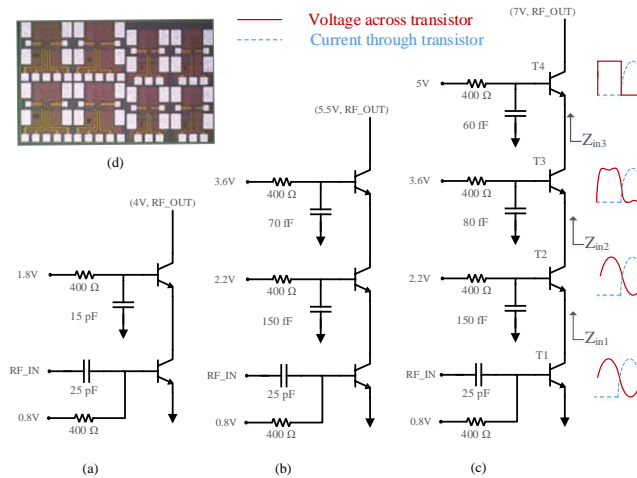 Voltage across transistor
Current through transistor
(d)
(4V, RF_OUT)
1.8V
400 Ω
15 pF
RF_IN
25 pF
0.8V
400 Ω
(a)
(5.5V, RF_OUT)
3.6V
400 Ω
70 fF
2.2V
400 Ω
150 fF
RF_IN
25 pF
0.8V
400 Ω
(b)
(7V, RF_OUT)
T4
5V
400 Ω
60 fF
Zin3
T3
3.6V
400 Ω
80 fF
Zin2
T2
2.2V
400 Ω
150 fF
Zin1
T1
RF_IN
25 pF
0.8V
400 Ω
(c)